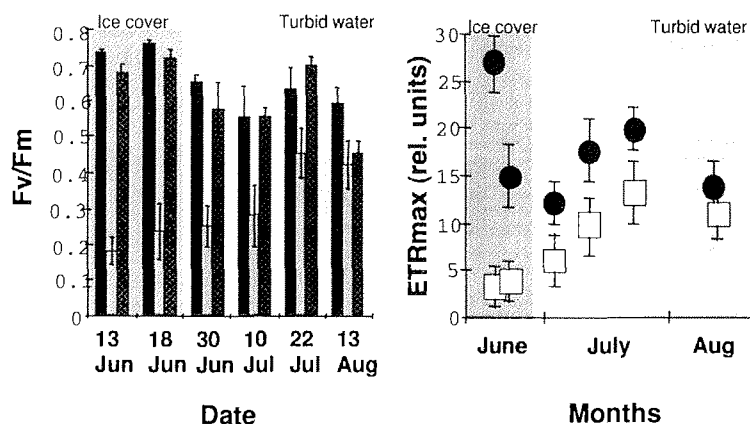 Ice cover Turbid water
0.8
0.7
0.6
0.5
0.4
0.3
0.2
0.1
0
Fv/Fm
13 18 30 10 22 13
Jun Jun Jun Jul Jul Aug
Date
Ice cover Turbid water
30
25
20
15
10
5
0
ETRmax (rel. units)
June July Aug
Months